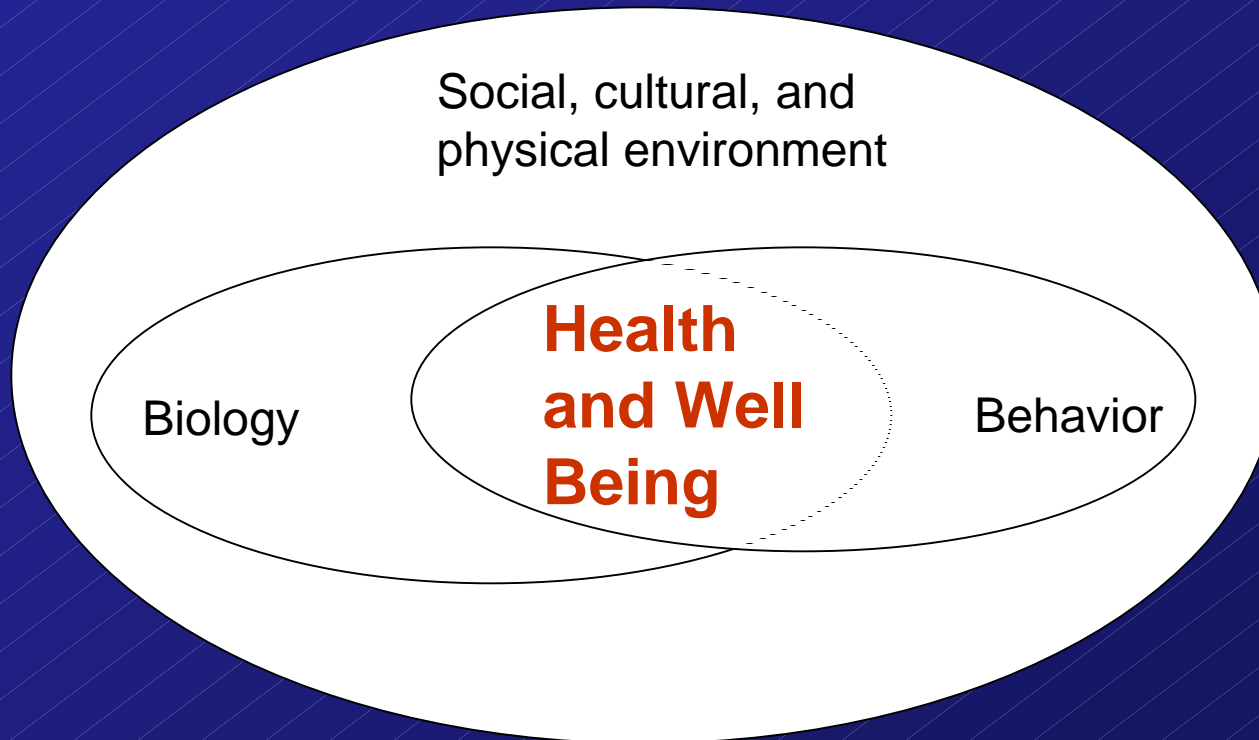 Social, cultural, and
physical environment
Health
and Well
Being
Biology
Behavior